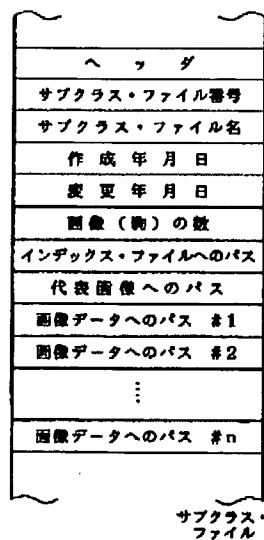 ヘッダ
サブクラス・ファイル番号
サブクラス・ファイル名
作成年月日
変更年月日
画像(駒)の数
インデックス・ファイルへのパス
代表画像へのパス
画像データへのパス #1
画像データへのパス #2
⋮
画像データへのパス #n
サブクラス・
ファイル